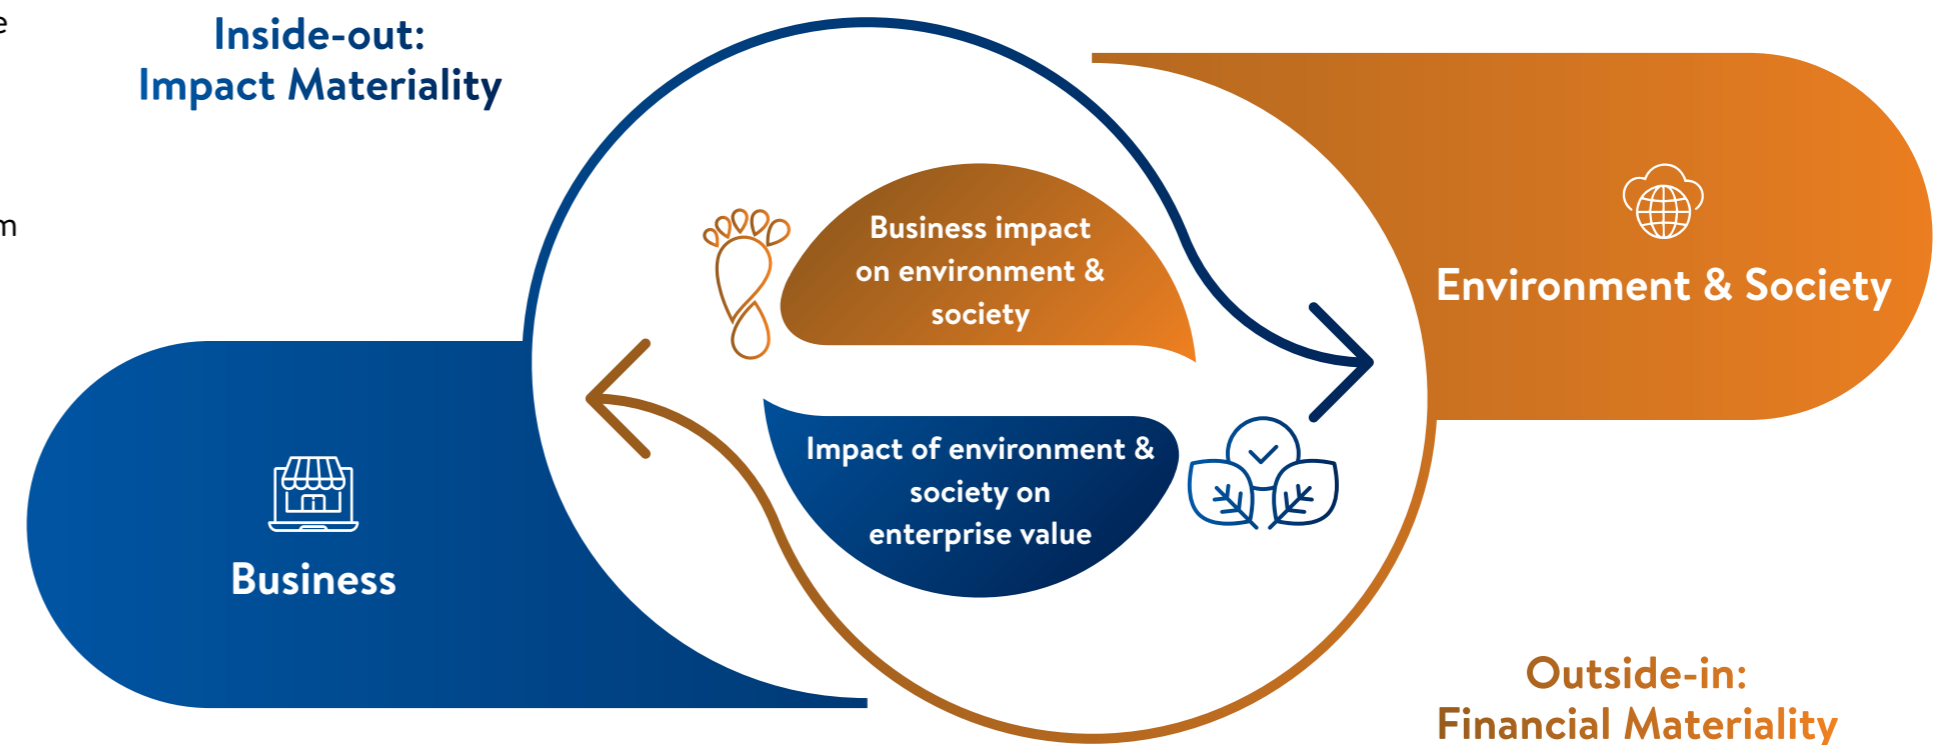 e
m
Inside-out:
Impact Materiality
Business impact
on environment &
society
Environment & Society
Impact of environment &
society on
enterprise value
Business
Outside-in:
Financial Materiality